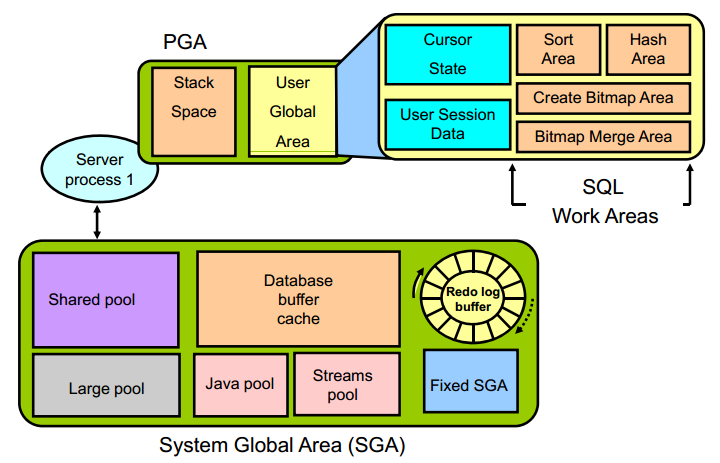 PGA
Stack
Space
User
Global
Area
Cursor
State
User Session
Data
Sort
Area
Hash
Area
Create Bitmap Area
Bitmap Merge Area
SQL
Work Areas
Server
process 1
Shared pool
Database
buffer
cache
Redo log
buffer
Large pool
Java pool
Streams
pool
Fixed SGA
System Global Area (SGA)